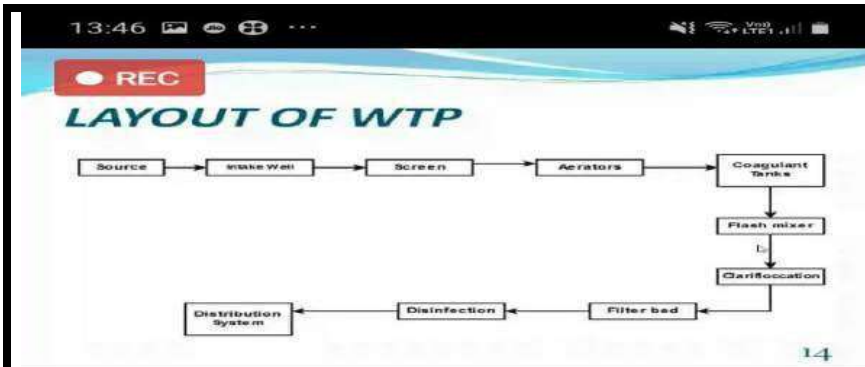 13:46
REC
LAYOUT OF WTP
Source
Intake Well
Screen
Aerators
Coagulant
Tanks
Flash mixer
Clarifloccation
Filter bed
Disinfection
Distribution
System
14